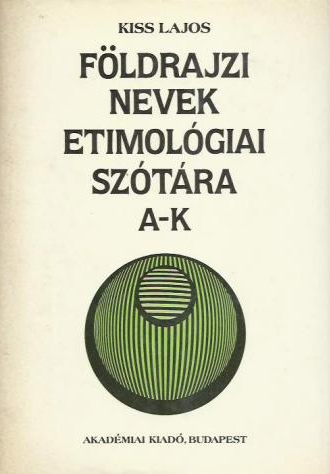 KISS LAJOS
FÖLDRAJZI
NEVEK
ETIMOLÓGIAI
SZÓTÁRA
A-K
AKADÉMIAI KIADÓ, BUDAPEST